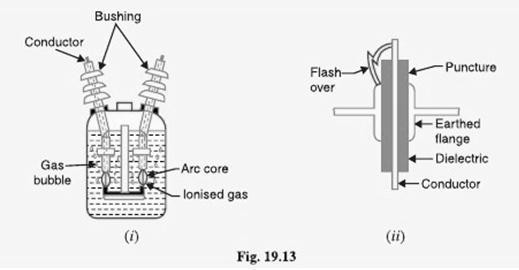 Bushing
Conductor
Gas
bubble
Arc core
Ionised gas
(i)
Flash
over
Puncture
Earthed
flange
Dielectric
Conductor
(ii)
Fig. 19.13